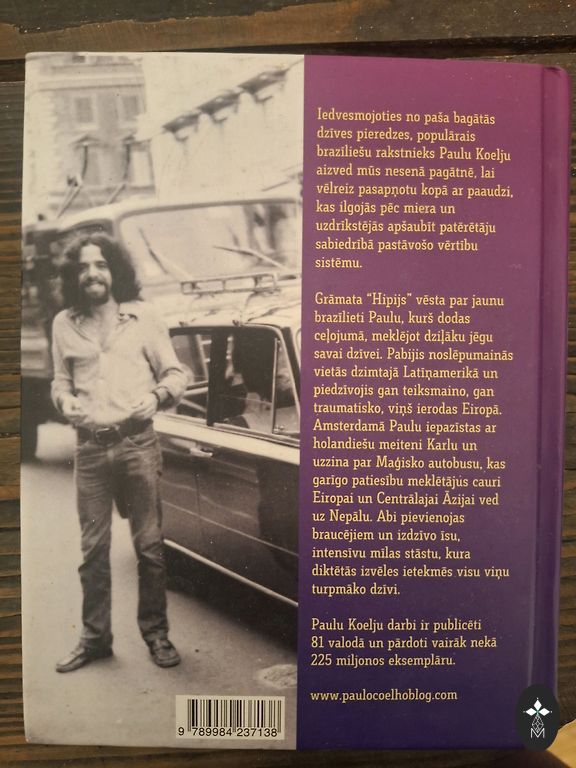 Iedvesmojoties no paša bagātās
dzīves pieredzes, populārais
brazīliešu rakstnieks Paulu Koelju
aizved mūs nesenā pagātnē, lai
vēlreiz pasapņotu kopā ar paaudzi,
kas ilgojās pēc miera un
uzdrīkstējās apšaubīt patērētāju
sabiedrībā pastāvošo vērtību
sistēmu.
Grāmata “Hipijs” vēsta par jaunu
brazīlieti Paulu, kurš dodas
ceļojumā, meklējot dziļāku jēgu
savai dzīvei. Pabijis noslēpumainās
vietās dzimtajā Latīņamerikā un
piedzīvojis gan teiksmaino, gan
traumatisko, viņš ierodas Eiropā.
Amsterdamā Paulu iepazīstas ar
holandiešu meiteni Karlu un
uzzina par Maģisko autobusu, kas
garīgo patiesību meklētājus cauri
Eiropai un Centrālajai Āzijai ved
uz Nepālu. Abi pievienojas
braucējiem un izdzīvo īsu,
intensīvu mīlas stāstu, kura
diktētās izvēles ietekmēs visu viņu
turpmāko dzīvi.
Paulu Koelju darbi ir publicēti
81 valodā un pārdoti vairāk nekā
225 miljonos eksemplāru.
www.paulocoelhoblog.com
9 789984 237138
M